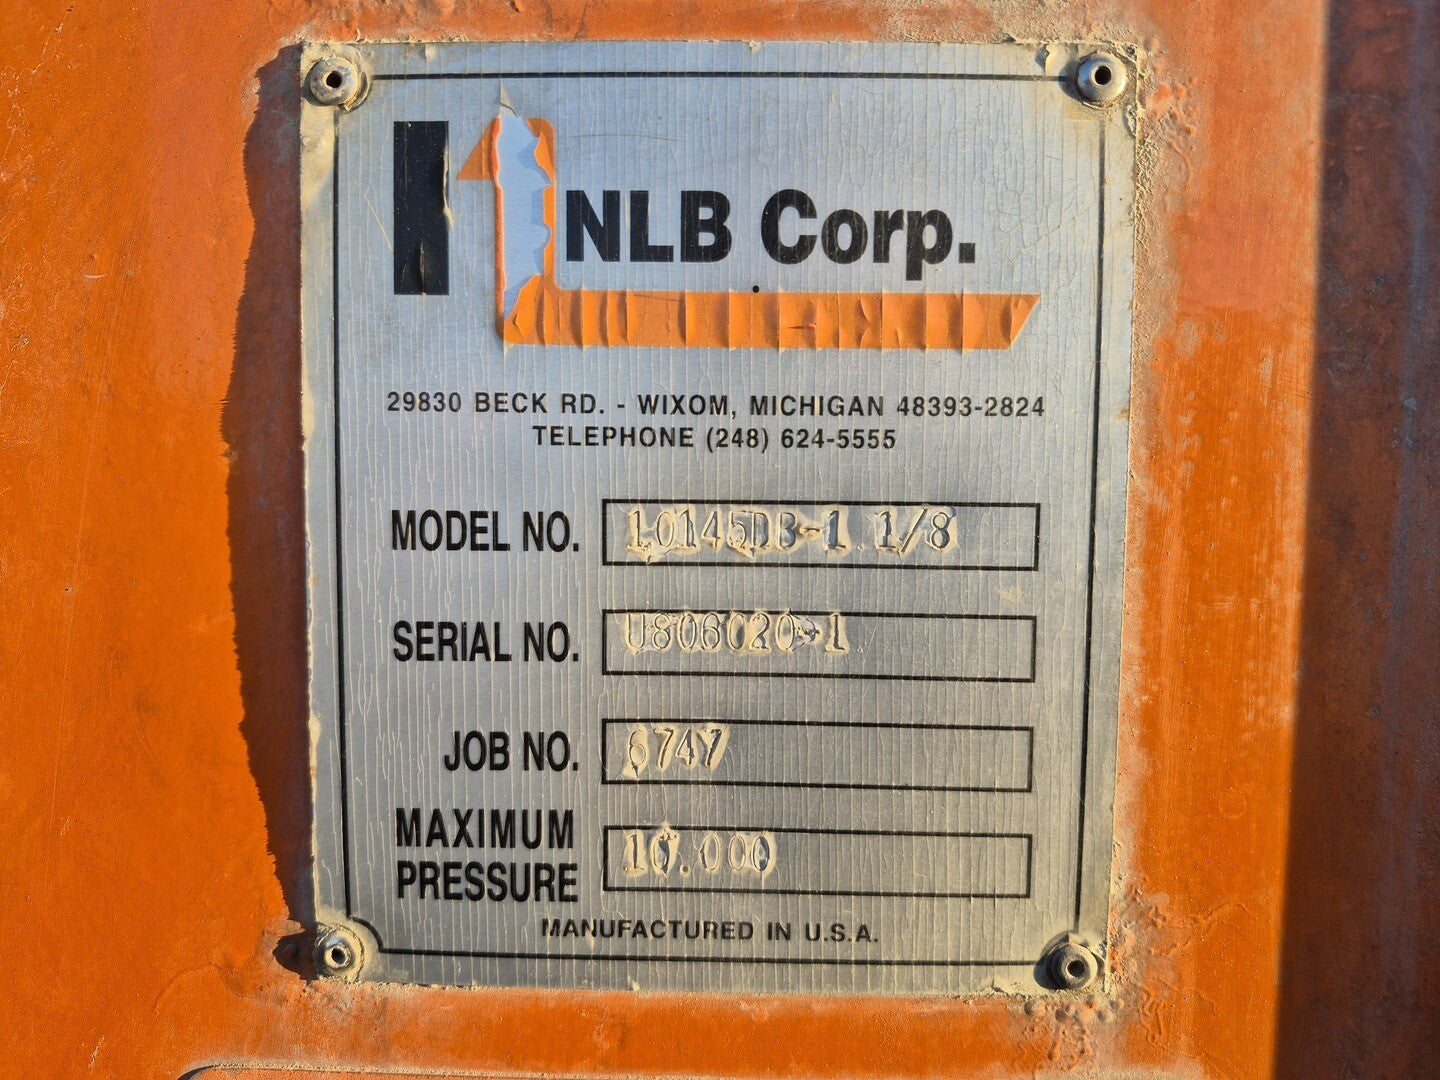 NLB Corp.
29830 BECK RD. - WIXOM, MICHIGAN 48393-2824
TELEPHONE (248) 624-5555
MODEL NO. 10145DB-1.1/8
SERIAL NO. U806020-1
JOB NO. 6747
MAXIMUM
PRESSURE 10.000
MANUFACTURED IN U.S.A.